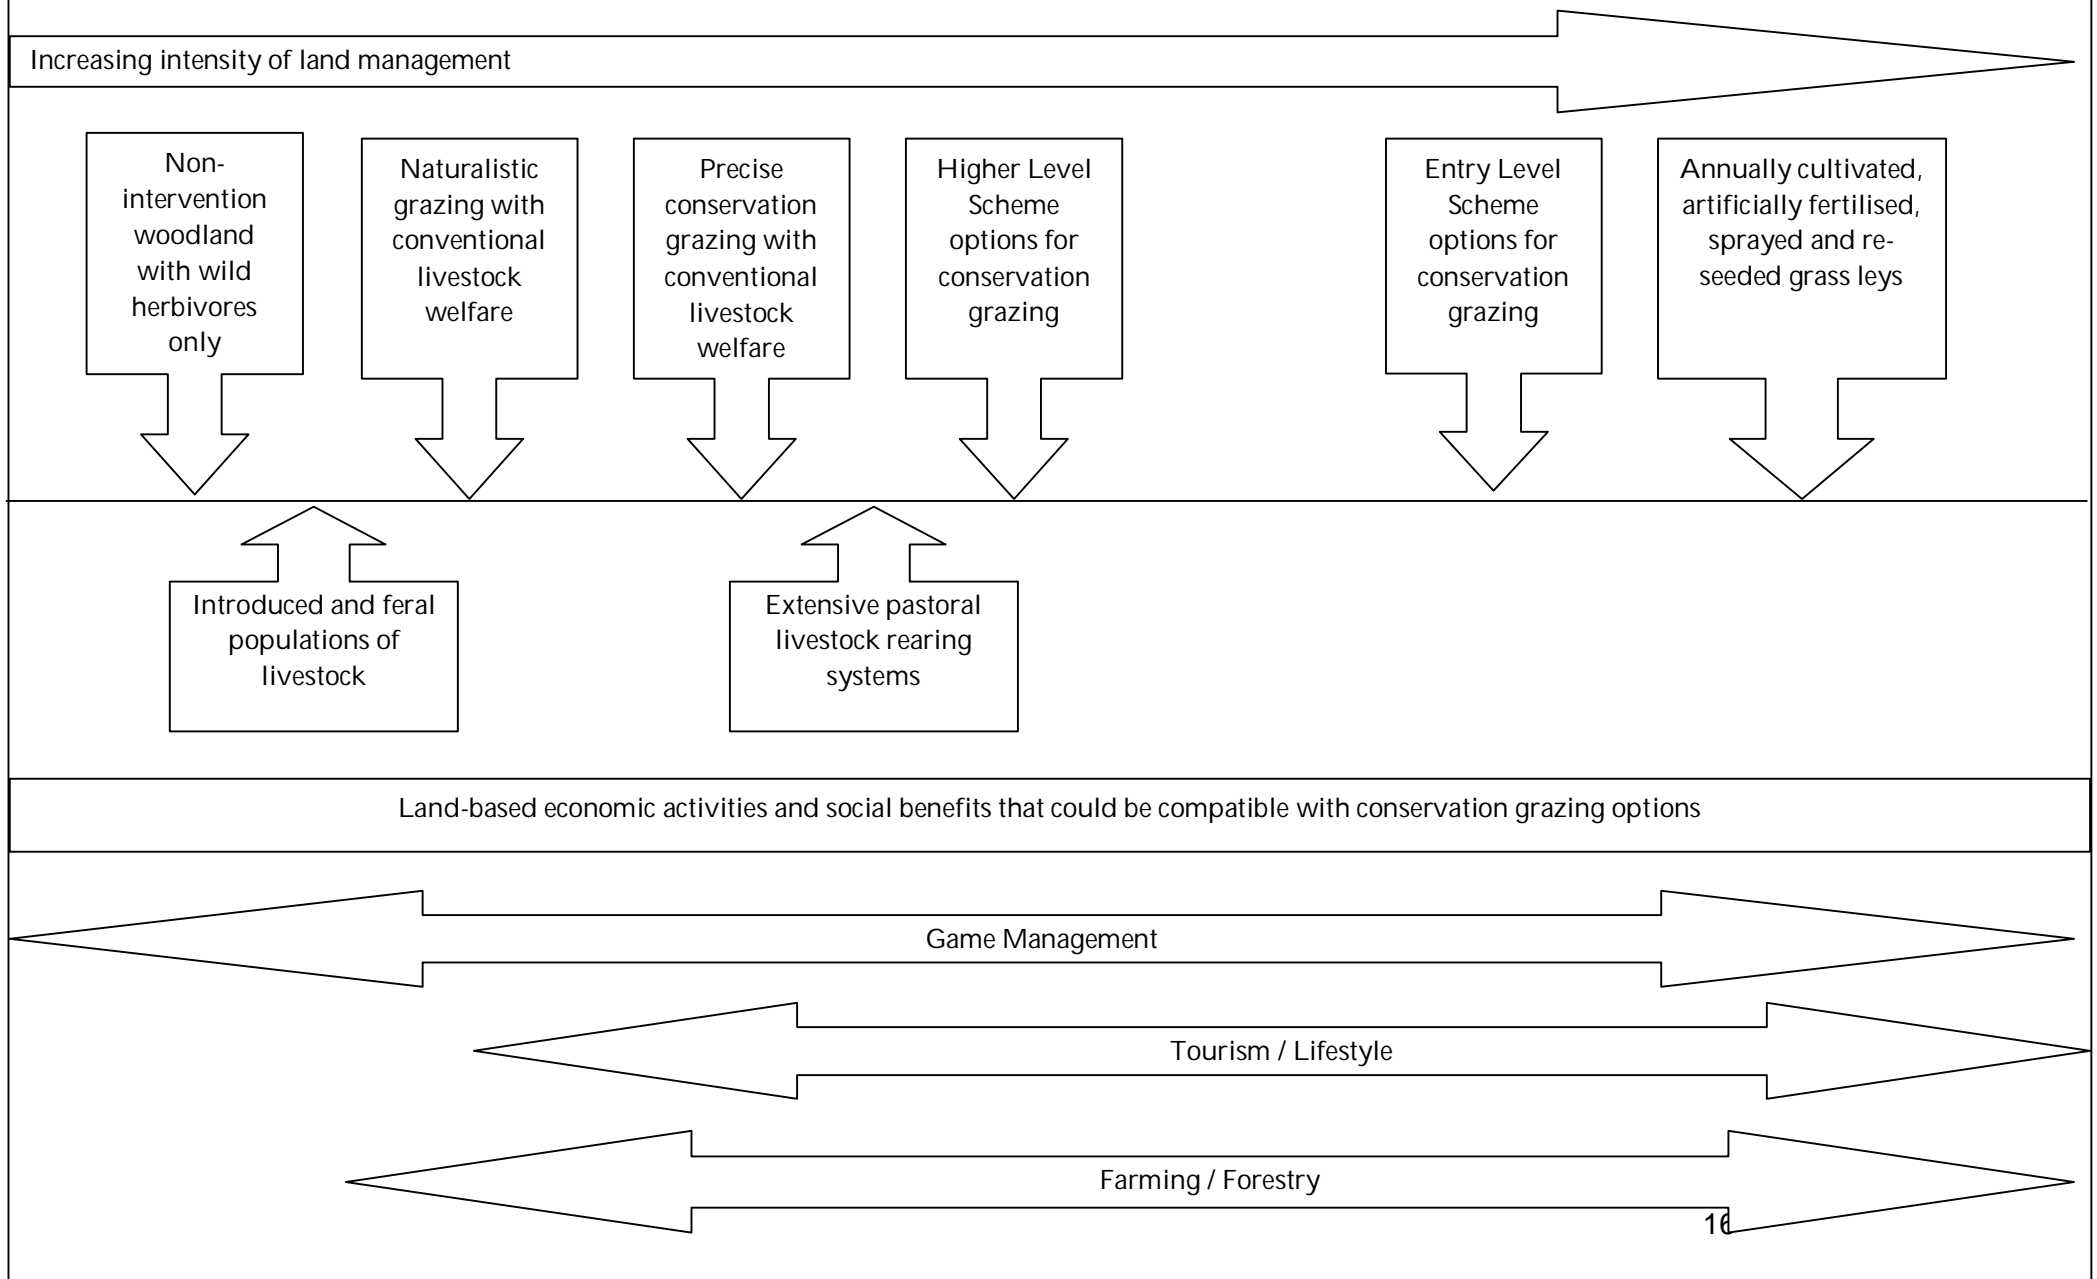 Increasing intensity of land management
Non-
intervention
woodland
with wild
herbivores
only
Naturalistic
grazing with
conventional
livestock
welfare
Precise
conservation
grazing with
conventional
livestock
welfare
Higher Level
Scheme
options for
conservation
grazing
Entry Level
Scheme
options for
conservation
grazing
Annually cultivated,
artificially fertilised,
sprayed and re-
seeded grass leys
Introduced and feral
populations of
livestock
Extensive pastoral
livestock rearing
systems
Land-based economic activities and social benefits that could be compatible with conservation grazing options
Game Management
Tourism / Lifestyle
Farming / Forestry
16